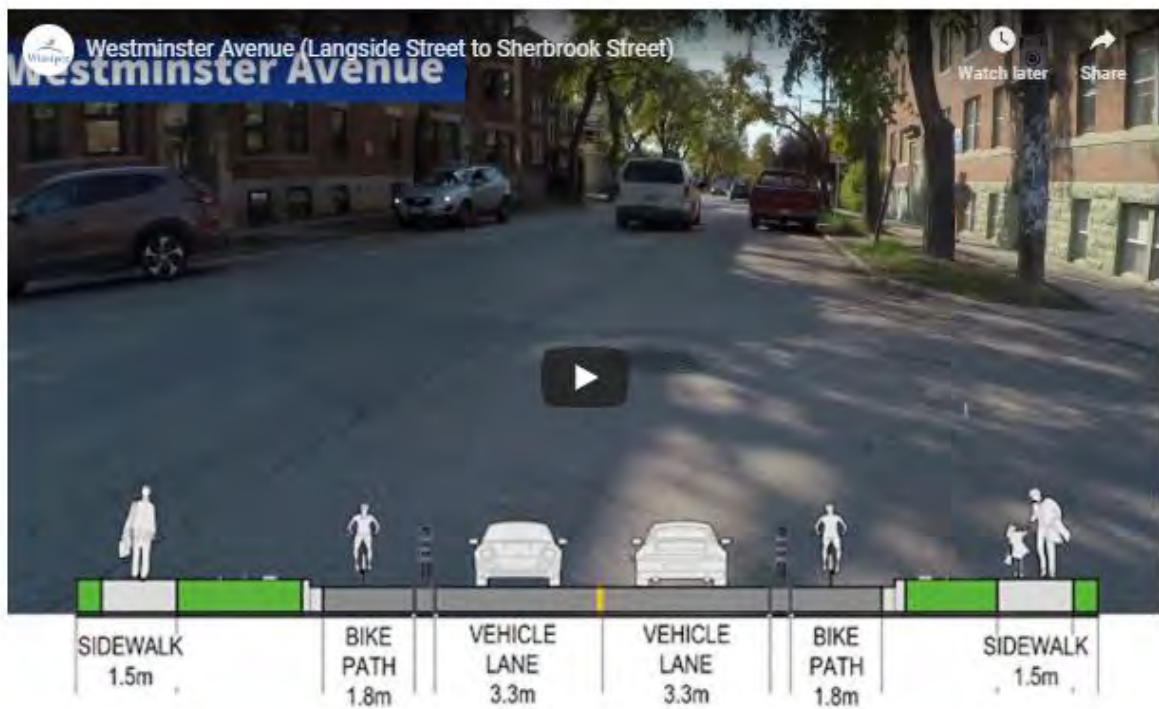 Winnipeg
Westminster Avenue (Langside Street to Sherbrook Street)
Westminster Avenue
Watch later
Share
SIDEWALK
1.5m
BIKE
PATH
1.8m
VEHICLE
LANE
3.3m
VEHICLE
LANE
3.3m
BIKE
PATH
1.8m
SIDEWALK
1.5m